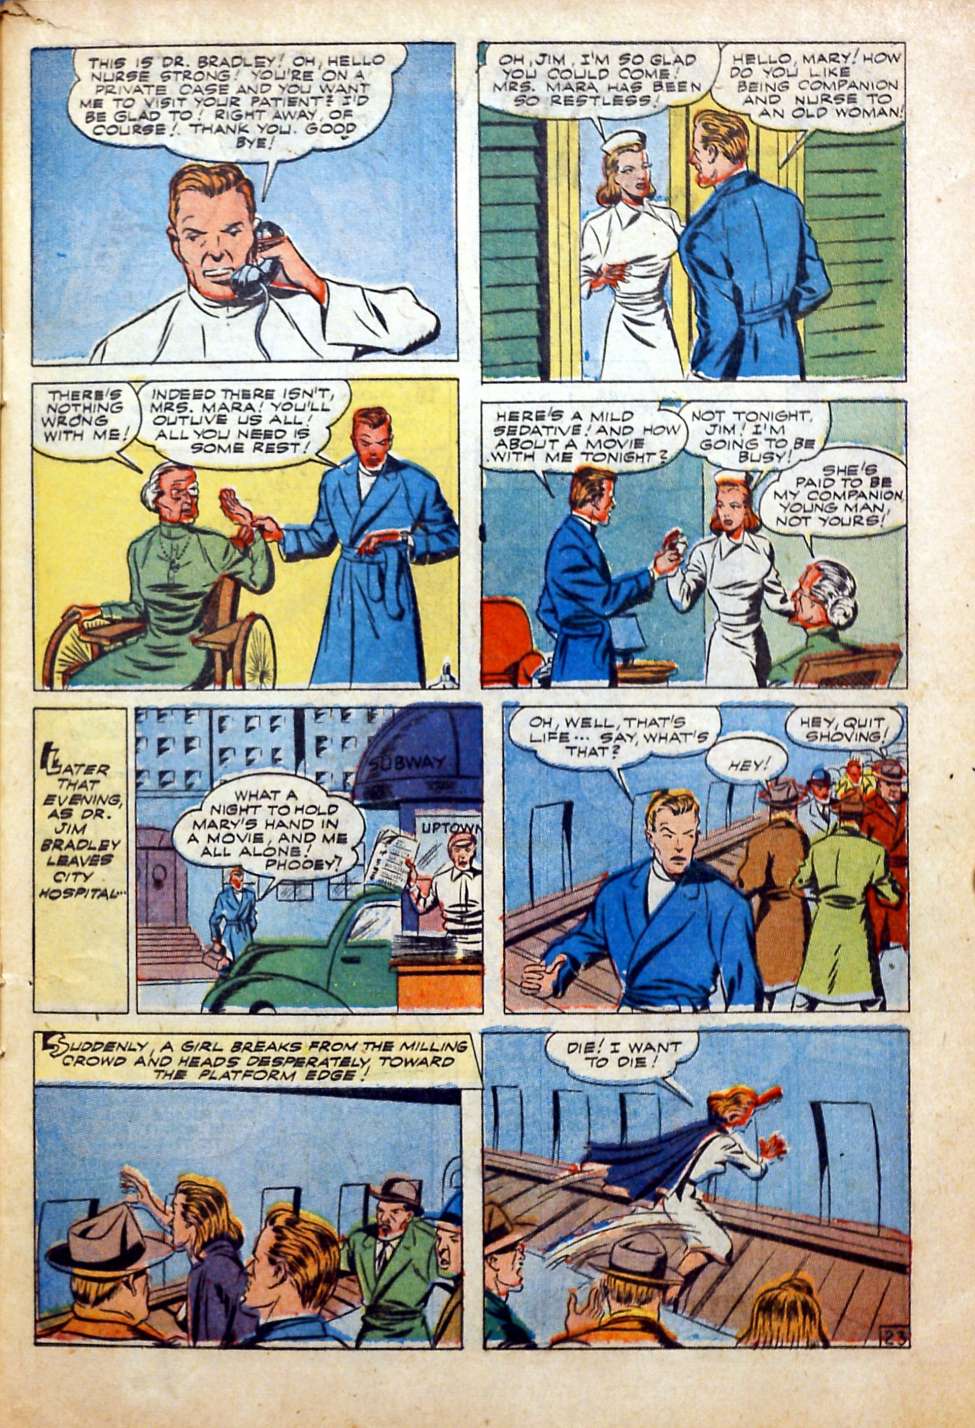 THIS IS DR. BRADLEY! OH, HELLO
NURSE STRONG! YOU'RE ON A
PRIVATE CASE AND YOU WANT
ME TO VISIT YOUR PATIENT? I'D
BE GLAD TO! RIGHT AWAY, OF
COURSE! THANK YOU. GOOD
BYE!
OH, JIM, I'M SO GLAD
YOU COULD COME!
MRS. MARA HAS BEEN
SO RESTLESS!
HELLO, MARY! HOW
DO YOU LIKE
BEING COMPANION
AND NURSE TO
AN OLD WOMAN!
THERE'S
NOTHING
WRONG
WITH ME!
INDEED THERE ISN'T,
MRS. MARA! YOU'LL
OUTLIVE US ALL!
ALL YOU NEED IS
SOME REST!
HERE'S A MILD
SEDATIVE! AND HOW
ABOUT A MOVIE
WITH ME TONIGHT?
NOT TONIGHT,
JIM! I'M
GOING TO BE
BUSY!
SHE'S
PAID TO BE
MY COMPANION,
YOUNG MAN,
NOT YOURS!
LATER
THAT
EVENING,
AS DR.
JIM
BRADLEY
LEAVES
CITY
HOSPITAL...
SUBWAY
UPTOWN
WHAT A
NIGHT TO HOLD
MARY'S HAND IN
A MOVIE, AND ME
ALL ALONE!
PHOOEY!
OH, WELL, THAT'S
LIFE... SAY, WHAT'S
THAT?
HEY!
HEY, QUIT
SHOVING!
SUDDENLY, A GIRL BREAKS FROM THE MILLING
CROWD AND HEADS DESPERATELY TOWARD
THE PLATFORM EDGE!
DIE! I WANT
TO DIE!
23